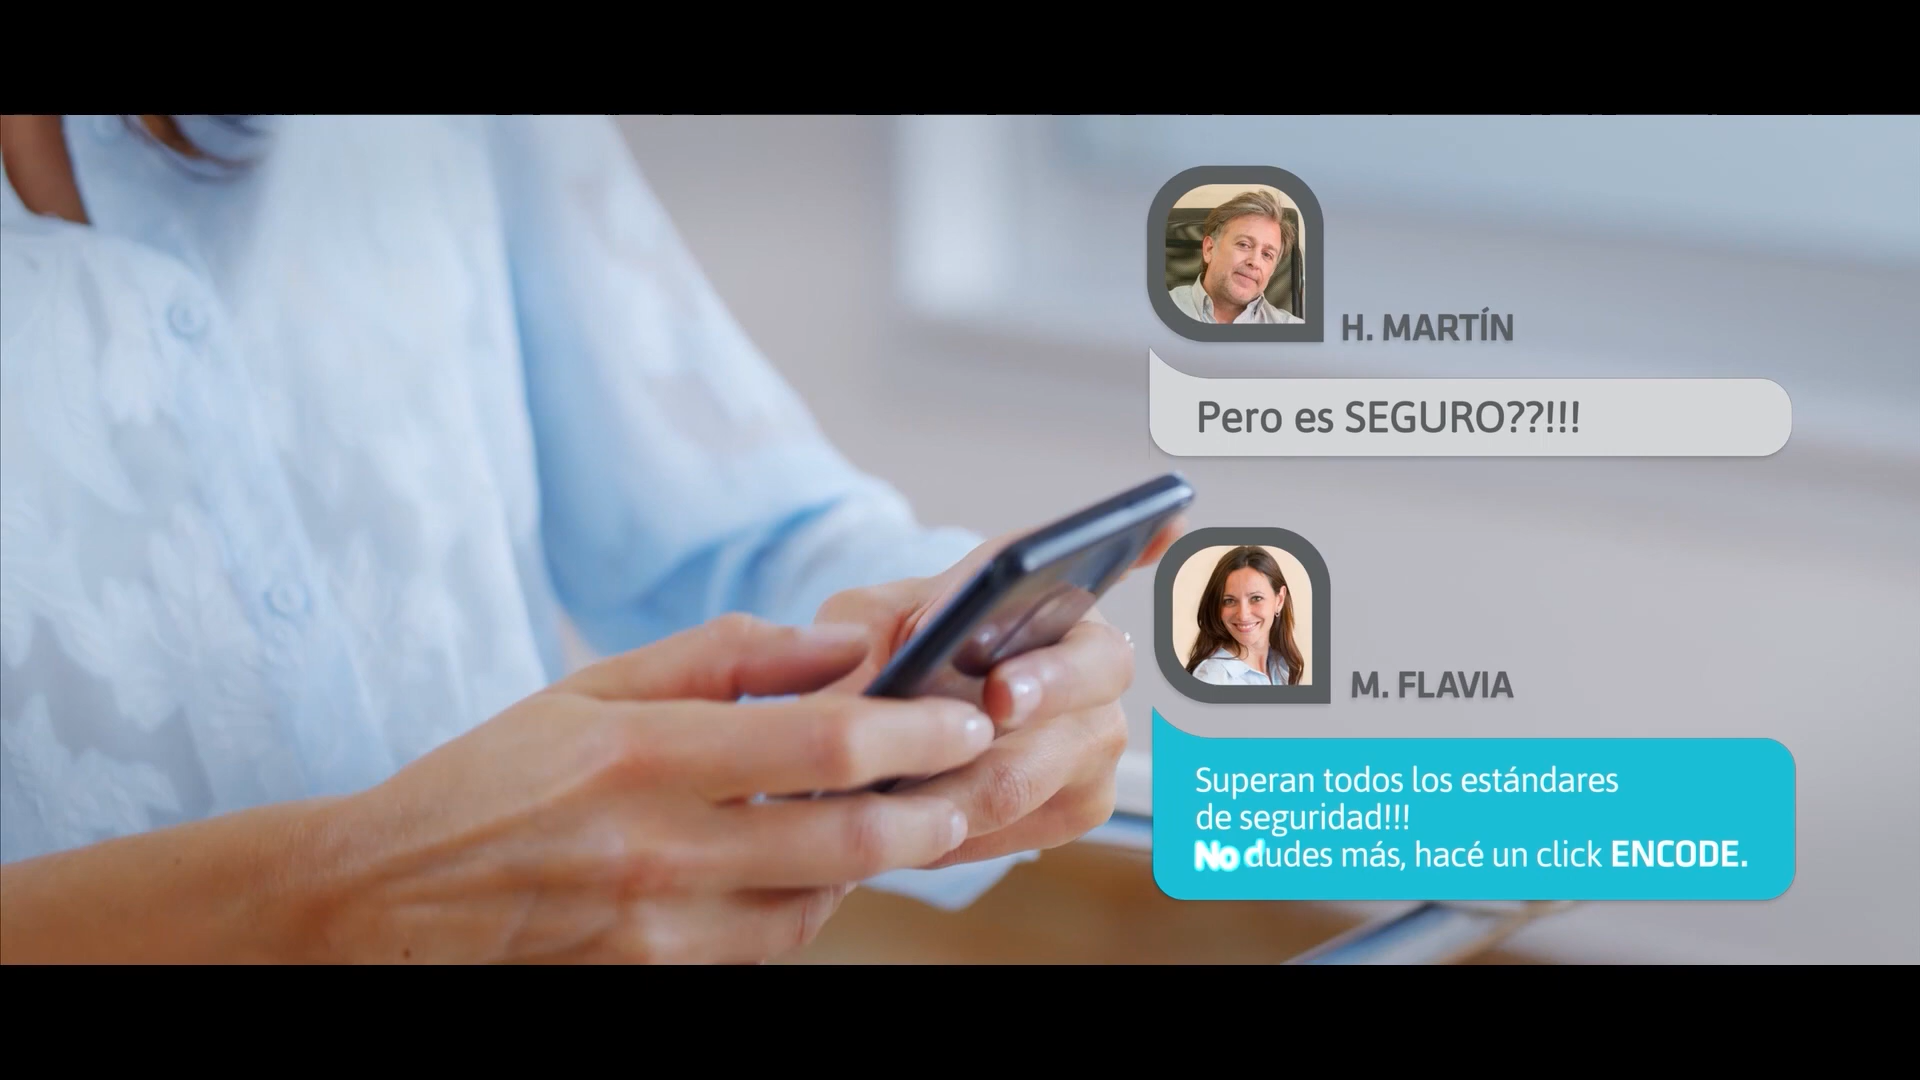 H. MARTÍN
Pero es SEGURO??!!!
M. FLAVIA
Superan todos los estándares
de seguridad!!!
No dudes más, hacé un click ENCODE.